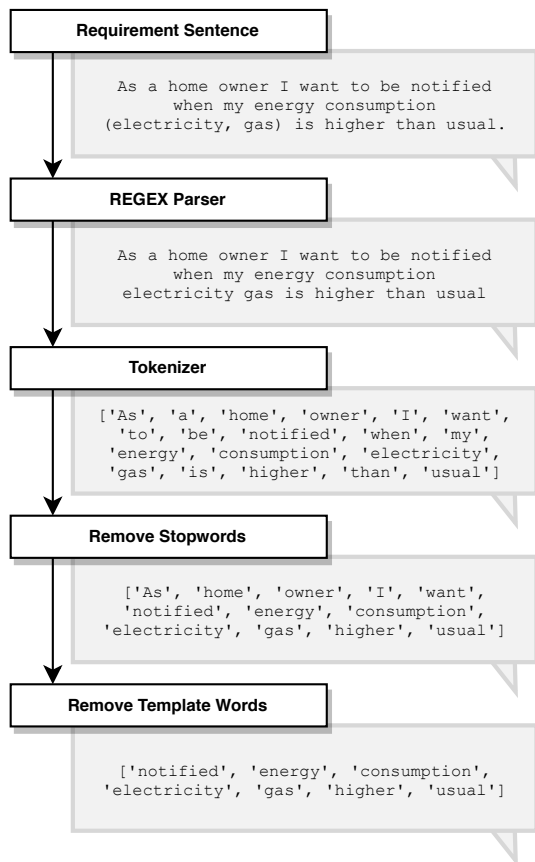 Requirement Sentence
As a home owner I want to be notified
when my energy consumption
(electricity, gas) is higher than usual.
REGEX Parser
As a home owner I want to be notified
when my energy consumption
electricity gas is higher than usual
Tokenizer
['As', 'a', 'home', 'owner', 'I', 'want',
'to', 'be', 'notified', 'when', 'my',
'energy', 'consumption', 'electricity',
'gas', 'is', 'higher', 'than', 'usual']
Remove Stopwords
['As', 'home', 'owner', 'I', 'want',
'notified', 'energy', 'consumption',
'electricity', 'gas', 'higher', 'usual']
Remove Template Words
['notified', 'energy', 'consumption',
'electricity', 'gas', 'higher', 'usual']